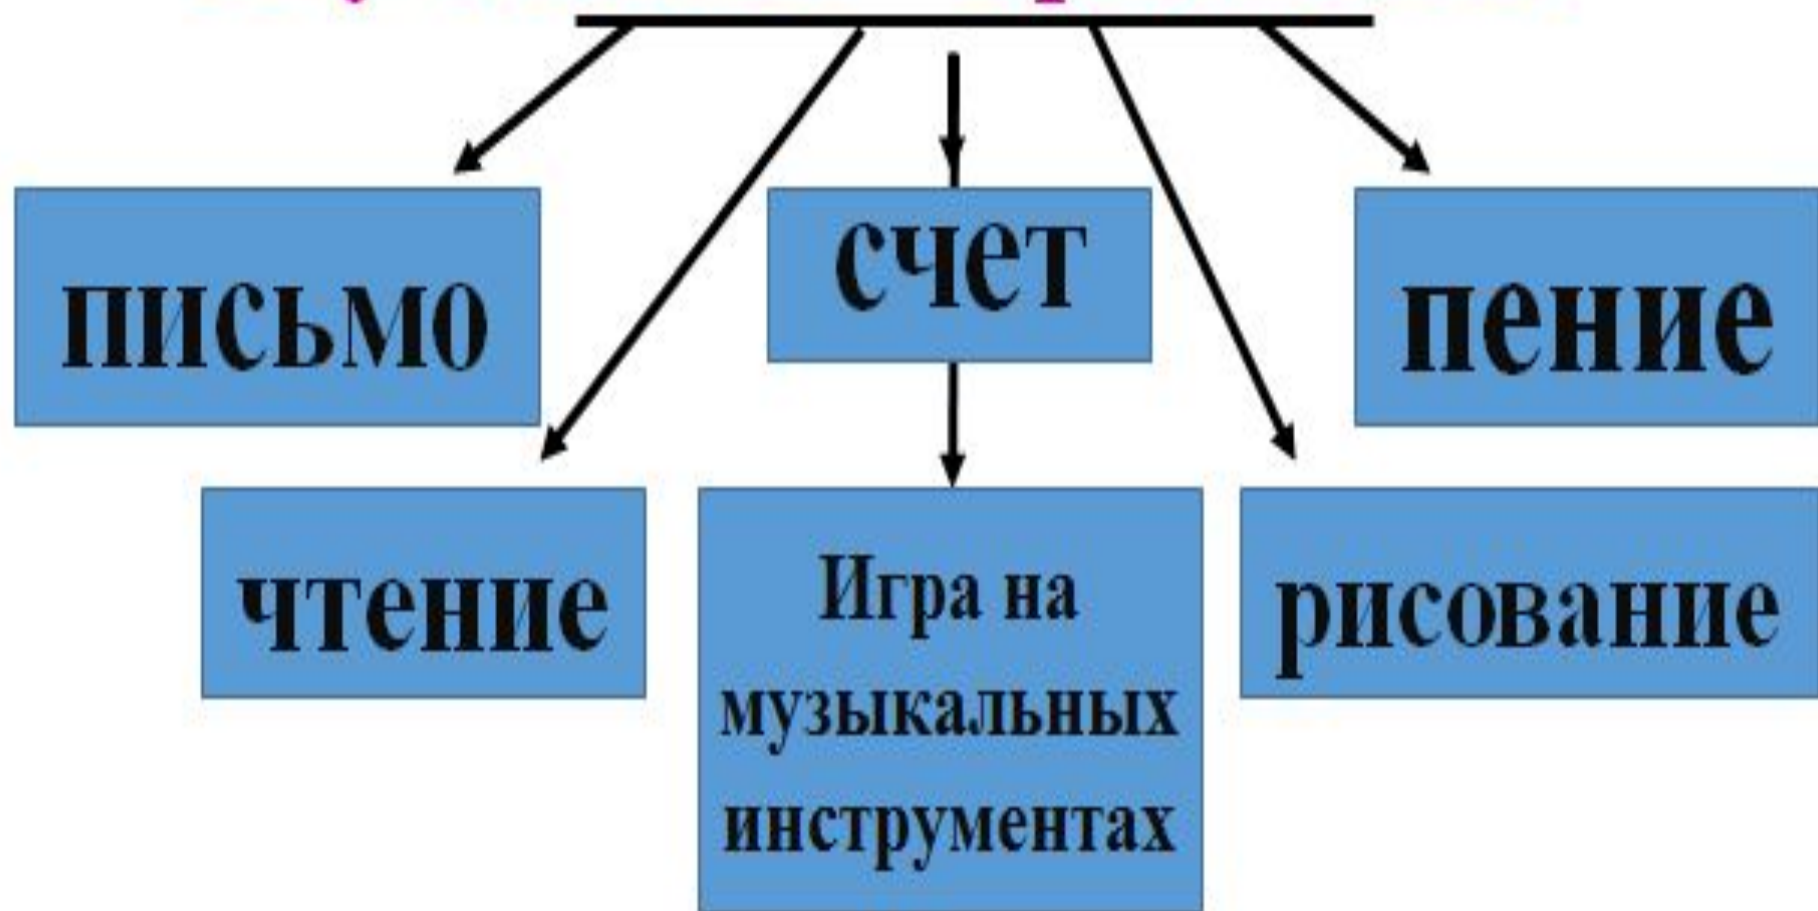 письмо
счет
пение
чтение
Игра на
музыкальных
инструментах
рисование